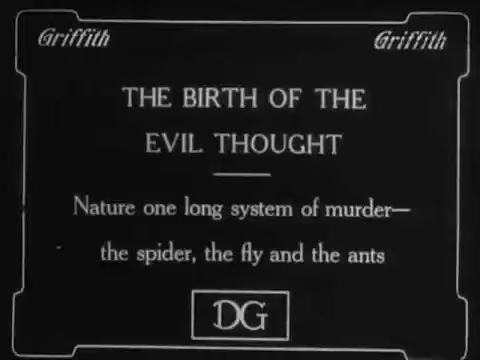 Griffith Griffith
THE BIRTH OF THE
EVIL THOUGHT
Nature one long system of murder—
the spider, the fly and the ants
DG